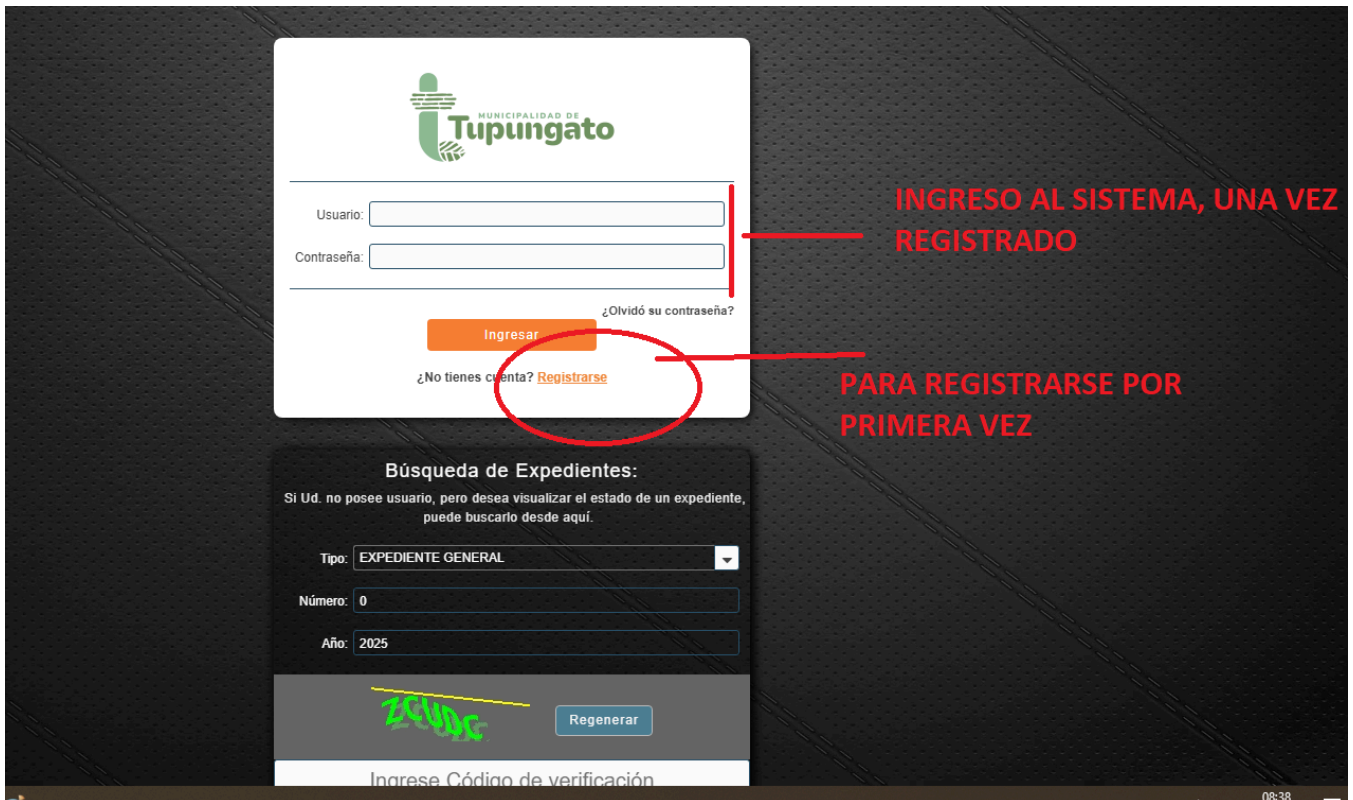 MUNICIPALIDAD DE
Tupungato
Usuario:
Contraseña:
INGRESO AL SISTEMA, UNA VEZ
REGISTRADO
¿Olvidó su contraseña?
Ingresar
¿No tienes cuenta? Registrarse
PARA REGISTRARSE POR
PRIMERA VEZ
Búsqueda de Expedientes:
Si Ud. no posee usuario, pero desea visualizar el estado de un expediente,
puede buscarlo desde aquí.
Tipo: EXPEDIENTE GENERAL
Número: 0
Año: 2025
ZCUDC
Regenerar
Ingrese Código de verificación
08:38